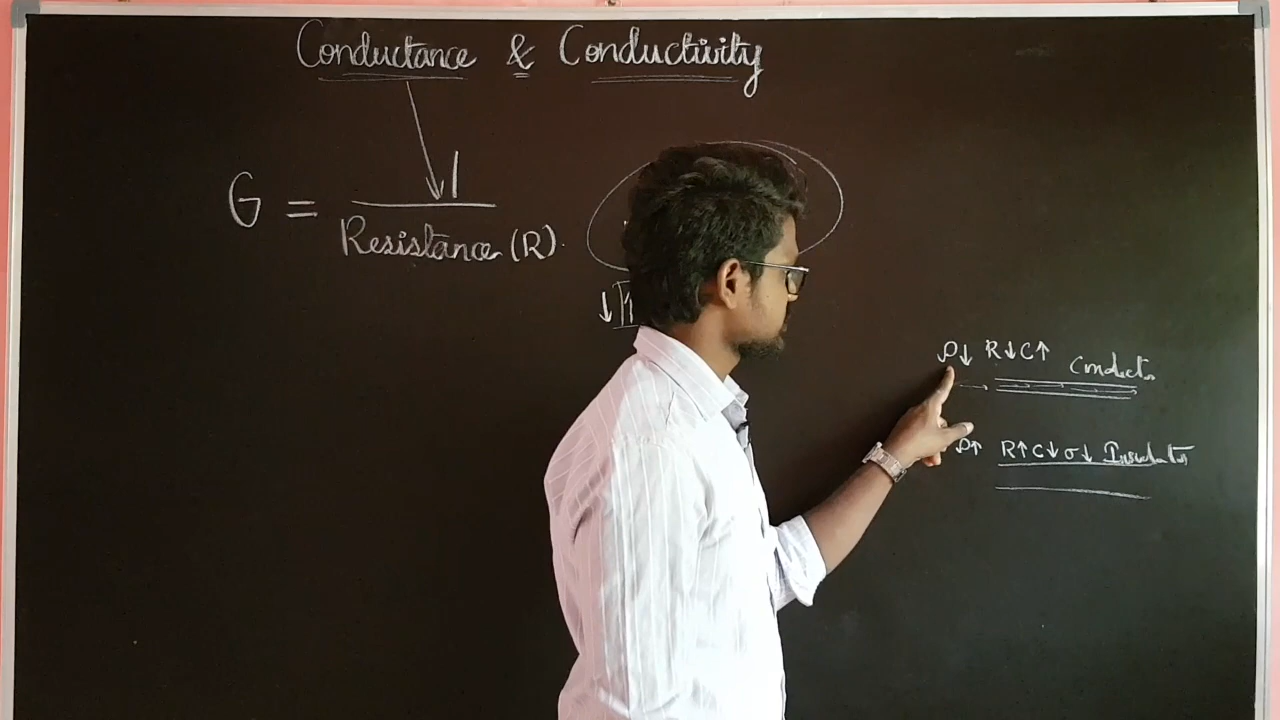 Conductance & Conductivity
G = 1
Resistance (R).
↓
ρ↓ R↓ C↑ Conductor
ρ↑ R↑ C↓ σ↓ Insulator